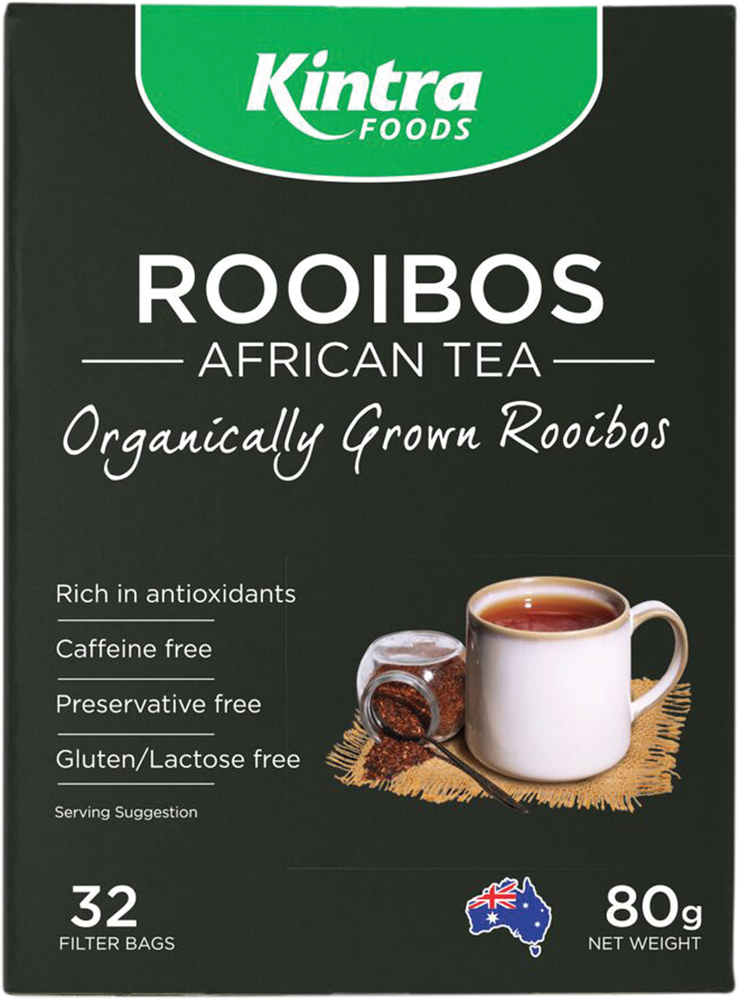 Kintra
FOODS
ROOIBOS
AFRICAN TEA
Organically Grown Rooibos
Rich in antioxidants
Caffeine free
Preservative free
Gluten/Lactose free
Serving Suggestion
32
FILTER BAGS
80g
NET WEIGHT